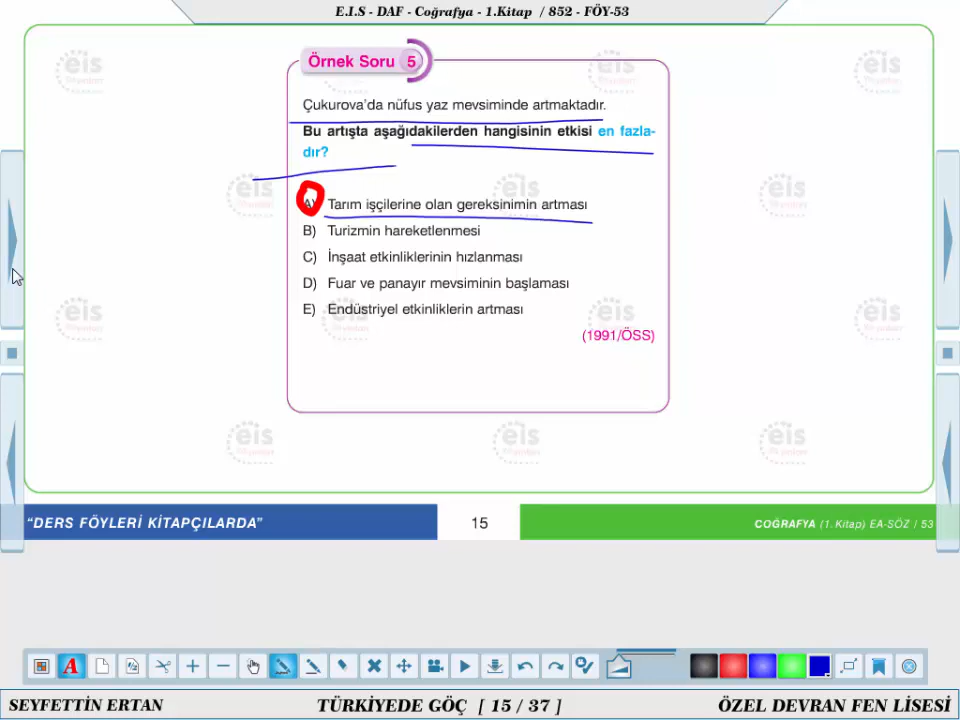 E.I.S - DAF - Coğrafya - 1.Kitap / 852 - FÖY-53
Örnek Soru 5
Çukurova'da nüfus yaz mevsiminde artmaktadır.
Bu artışta aşağıdakilerden hangisinin etkisi en fazla-
dır?
A) Tarım işçilerine olan gereksinimin artması
B) Turizmin hareketlenmesi
C) İnşaat etkinliklerinin hızlanması
D) Fuar ve panayır mevsiminin başlaması
E) Endüstriyel etkinliklerin artması
(1991/ÖSS)
"DERS FÖYLERİ KİTAPÇILARDA"
15
COĞRAFYA (1. Kitap) EA-SÖZ / 53
A
SEYFETTİN ERTAN
TÜRKİYEDE GÖÇ [ 15 / 37 ]
ÖZEL DEVRAN FEN LİSESİ